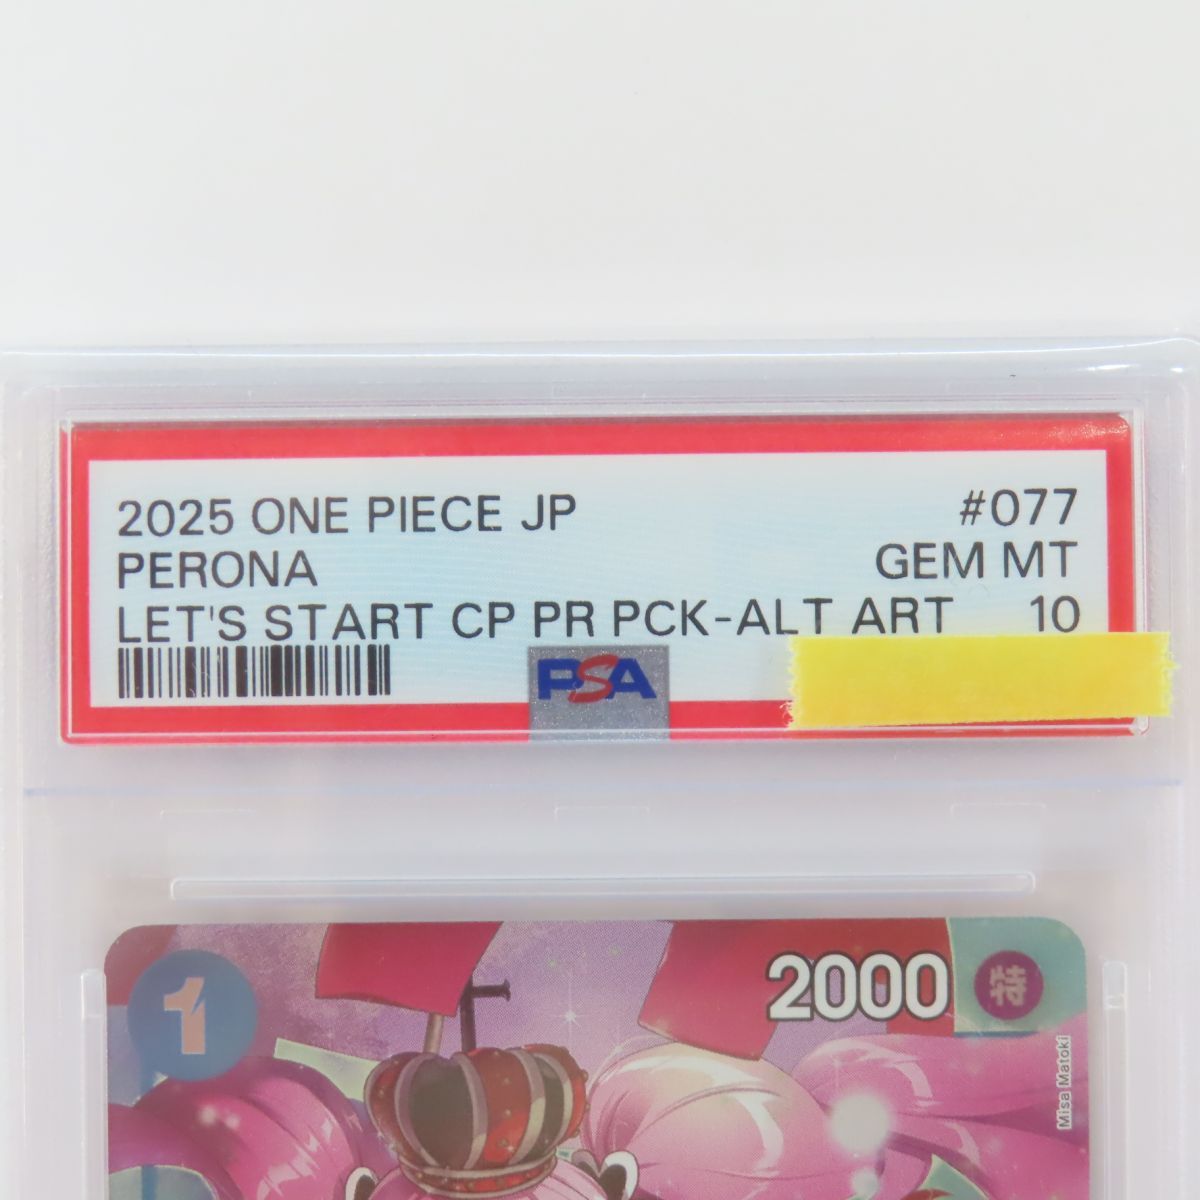 2025 ONE PIECE JP #077
PERONA GEM MT
LET'S START CP PR PCK-ALT ART 10
PSA
1
2000
特
Misa Matoki